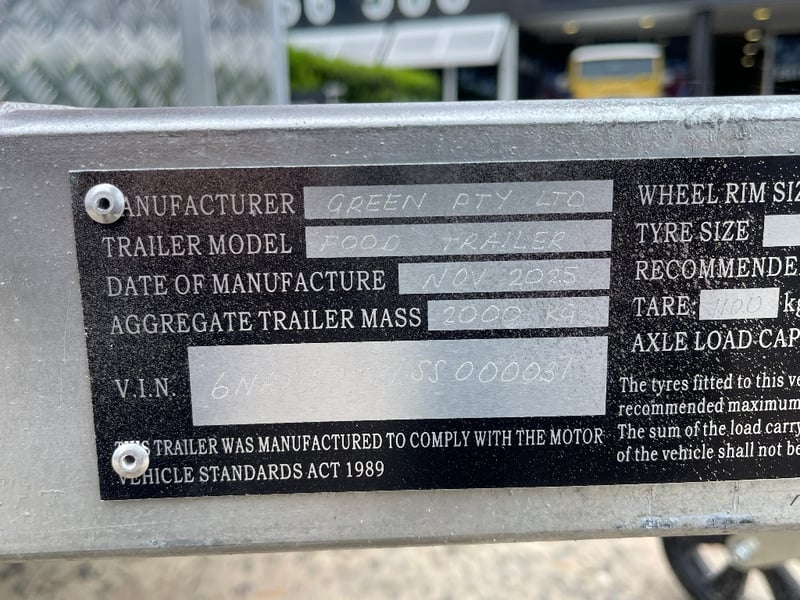 56 506
MANUFACTURER GREEN PTY LTD
TRAILER MODEL FOOD TRAILER
DATE OF MANUFACTURE NOV 2025
AGGREGATE TRAILER MASS 2000 KG
V.I.N.
THIS TRAILER WAS MANUFACTURED TO COMPLY WITH THE MOTOR
VEHICLE STANDARDS ACT 1989
WHEEL RIM SIZ
TYRE SIZE
RECOMMENDE
TARE 1100 kg
AXLE LOAD CAP
The tyres fitted to this ve
recommended maximum
The sum of the load carry
of the vehicle shall not be